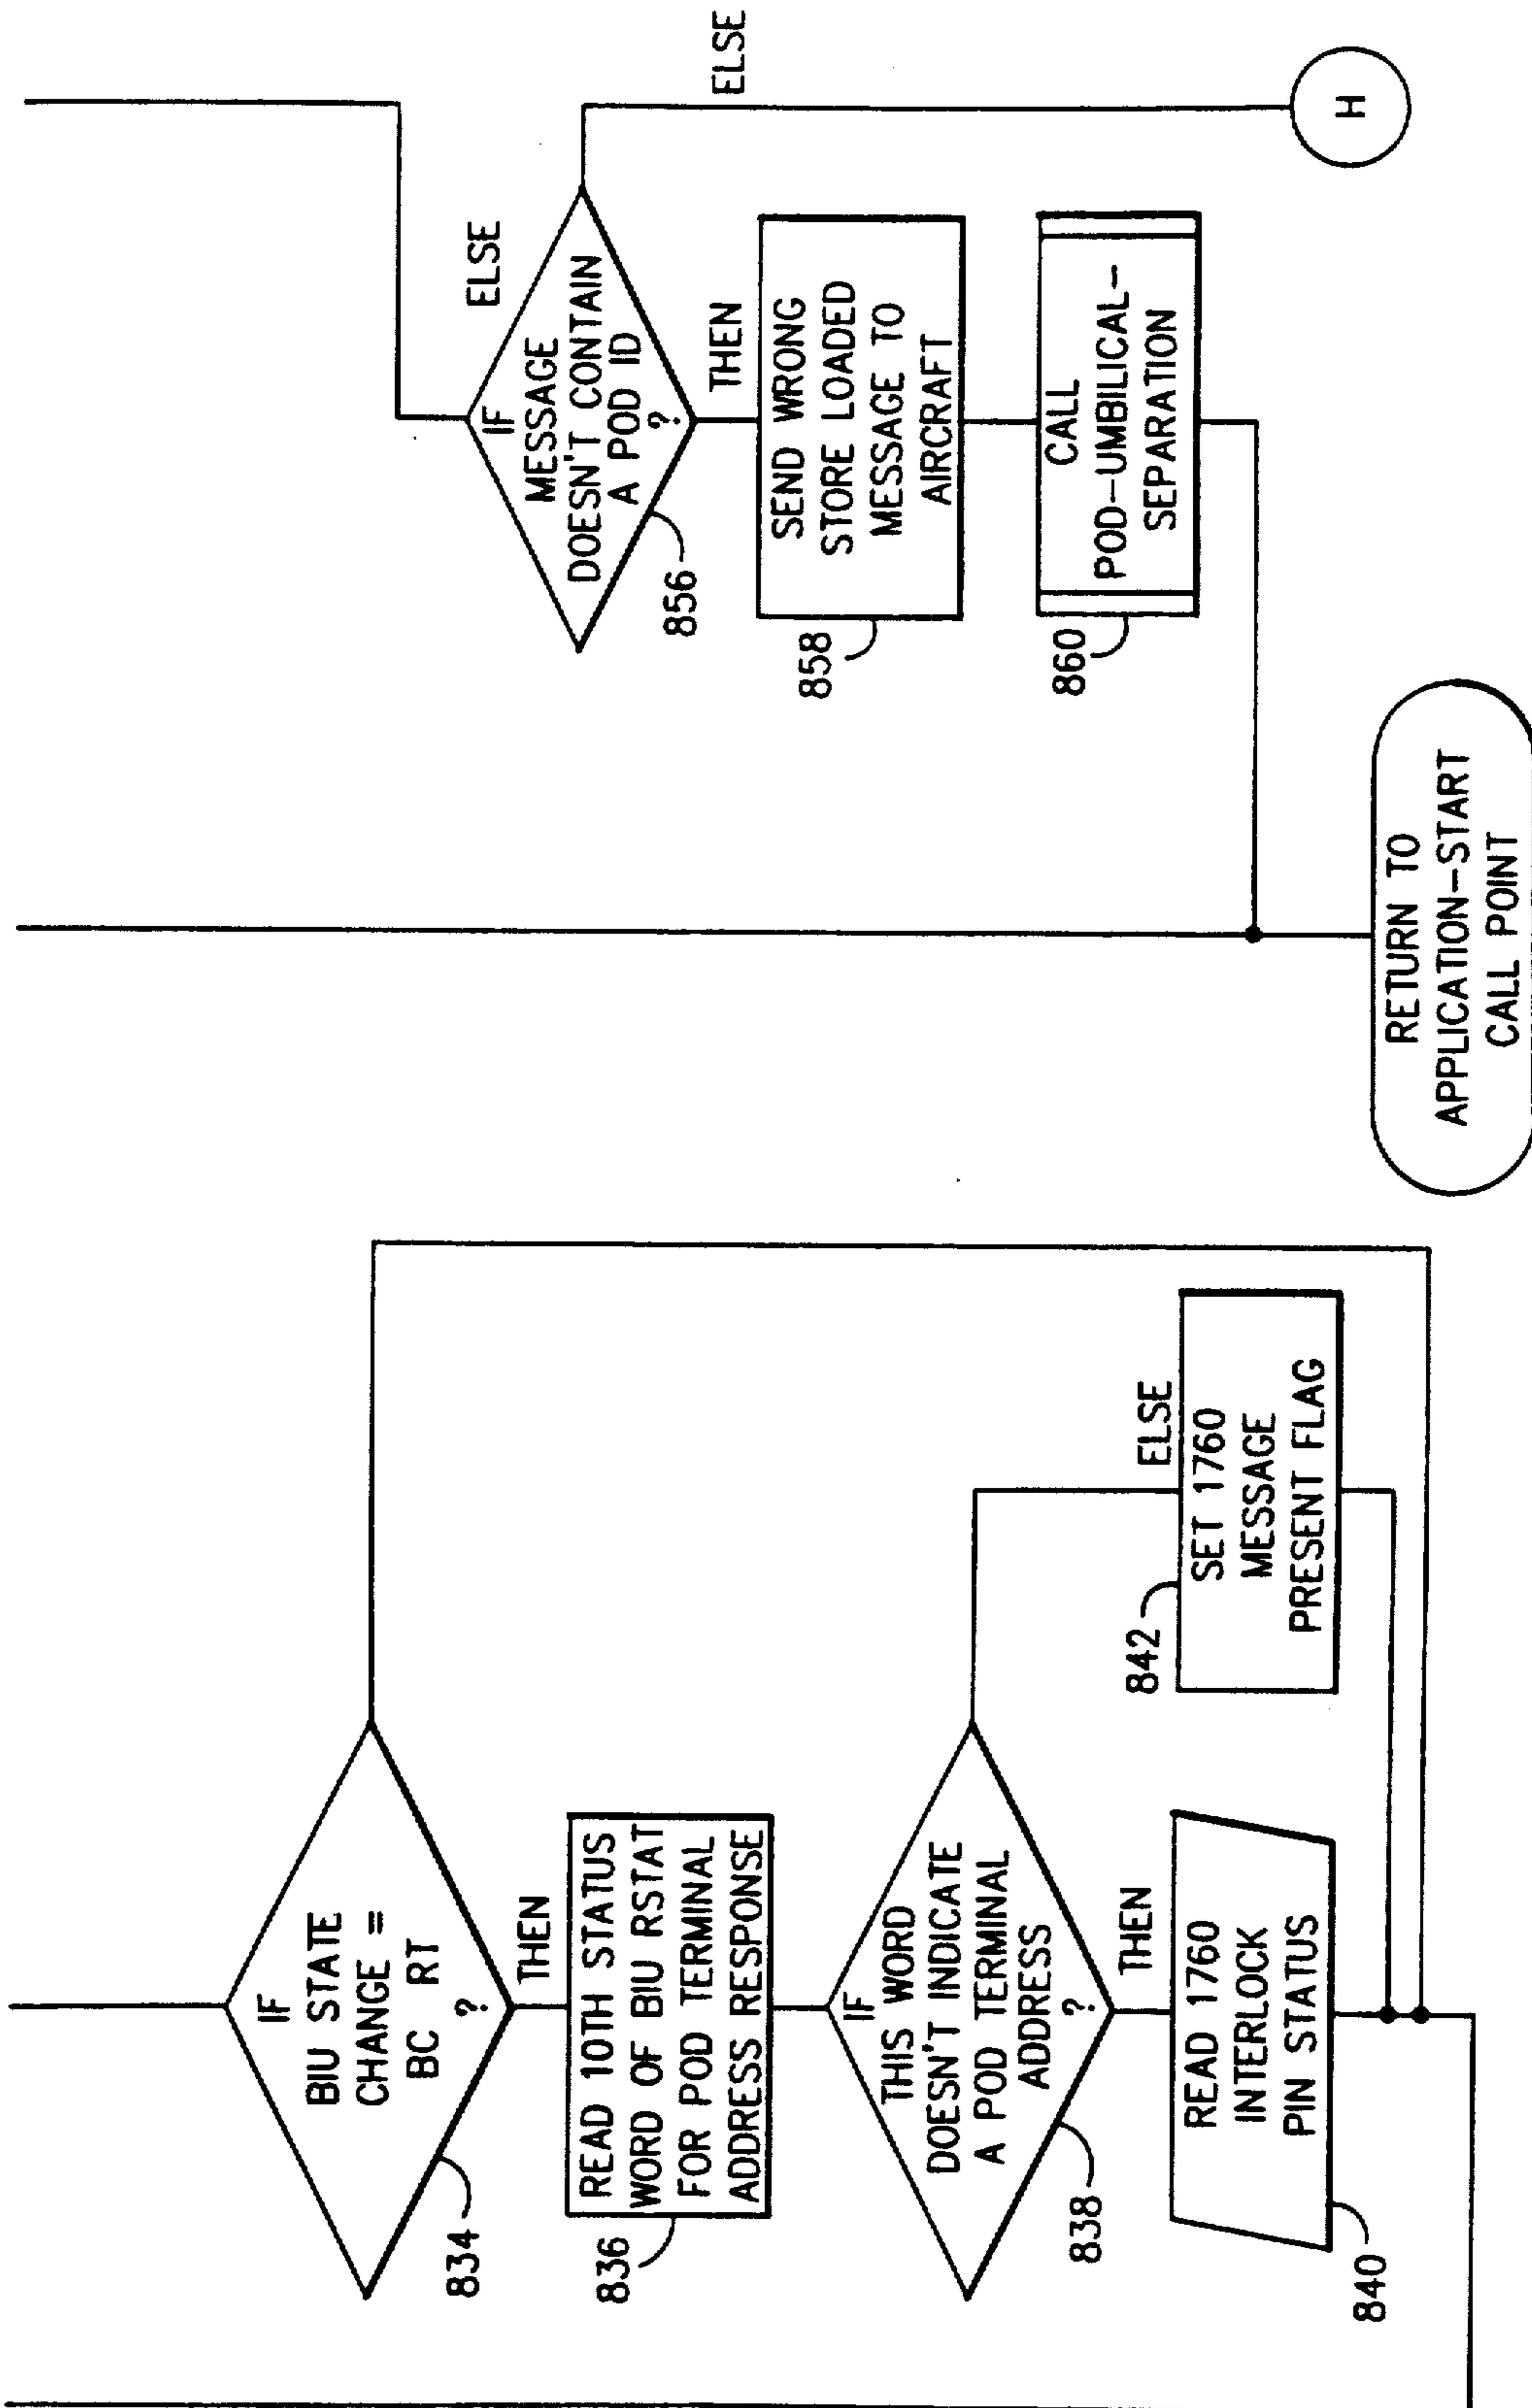 IF
BIU STATE
CHANGE =
BC RT
?
834
THEN
READ 10TH STATUS
WORD OF BIU RSTAT
FOR POD TERMINAL
ADDRESS RESPONSE
836
IF
THIS WORD
DOESN'T INDICATE
A POD TERMINAL
ADDRESS
?
838
THEN
READ 1760
INTERLOCK
PIN STATUS
840
ELSE
SET 1760
MESSAGE
PRESENT FLAG
842
IF
MESSAGE
DOESN'T CONTAIN
A POD ID
?
ELSE
856
THEN
SEND WRONG
STORE LOADED
MESSAGE TO
AIRCRAFT
858
CALL
POD-UMBILICAL-
SEPARATION
860
ELSE
H
RETURN TO
APPLICATION-START
CALL POINT